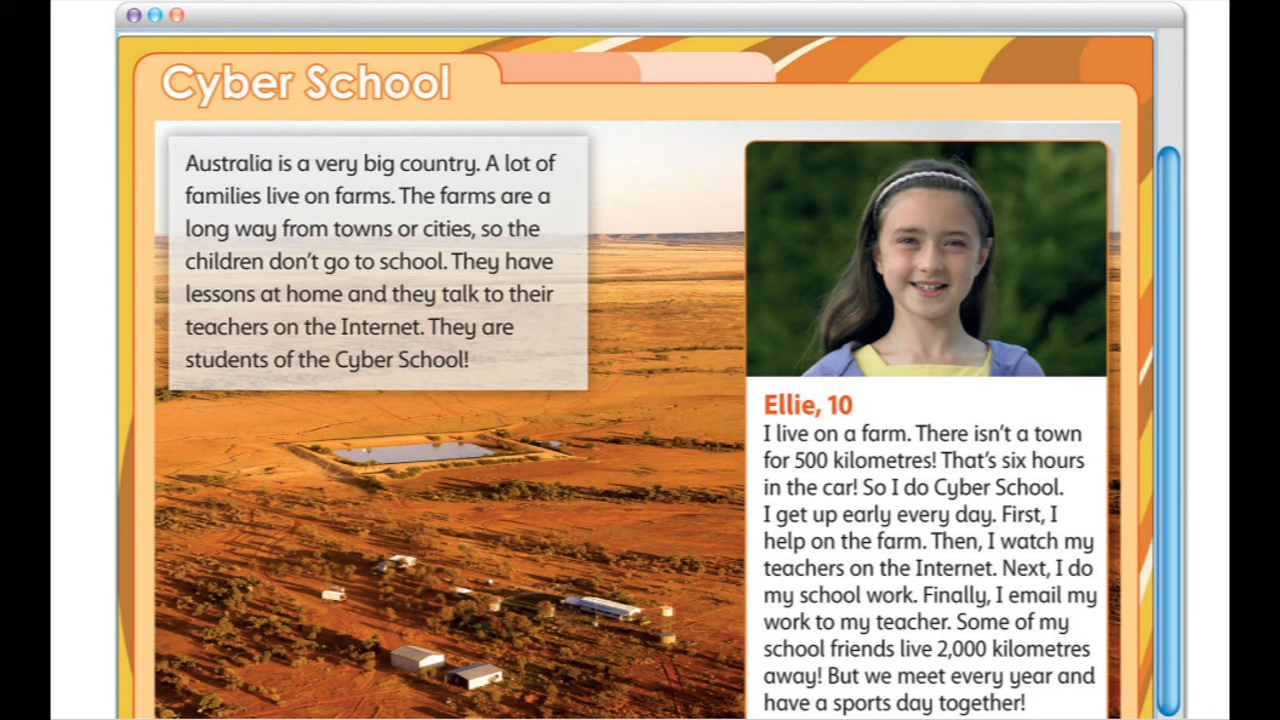 Cyber School
Australia is a very big country. A lot of
families live on farms. The farms are a
long way from towns or cities, so the
children don't go to school. They have
lessons at home and they talk to their
teachers on the Internet. They are
students of the Cyber School!
Ellie, 10
I live on a farm. There isn't a town
for 500 kilometres! That's six hours
in the car! So I do Cyber School.
I get up early every day. First, I
help on the farm. Then, I watch my
teachers on the Internet. Next, I do
my school work. Finally, I email my
work to my teacher. Some of my
school friends live 2,000 kilometres
away! But we meet every year and
have a sports day together!